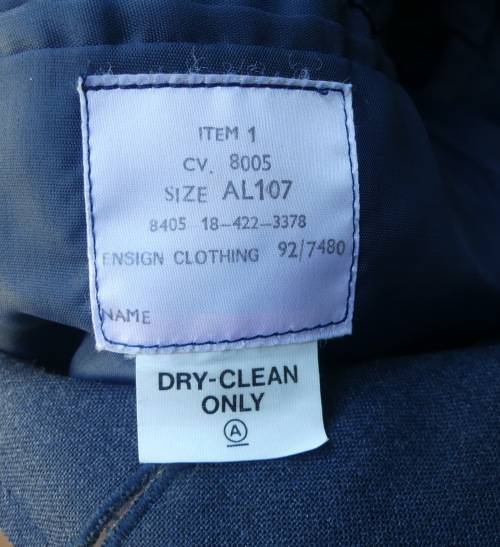 ITEM 1
CV. 8005
SIZE AL107
8405 18-422-3378
ENSIGN CLOTHING 92/7480
NAME
DRY-CLEAN
ONLY
A